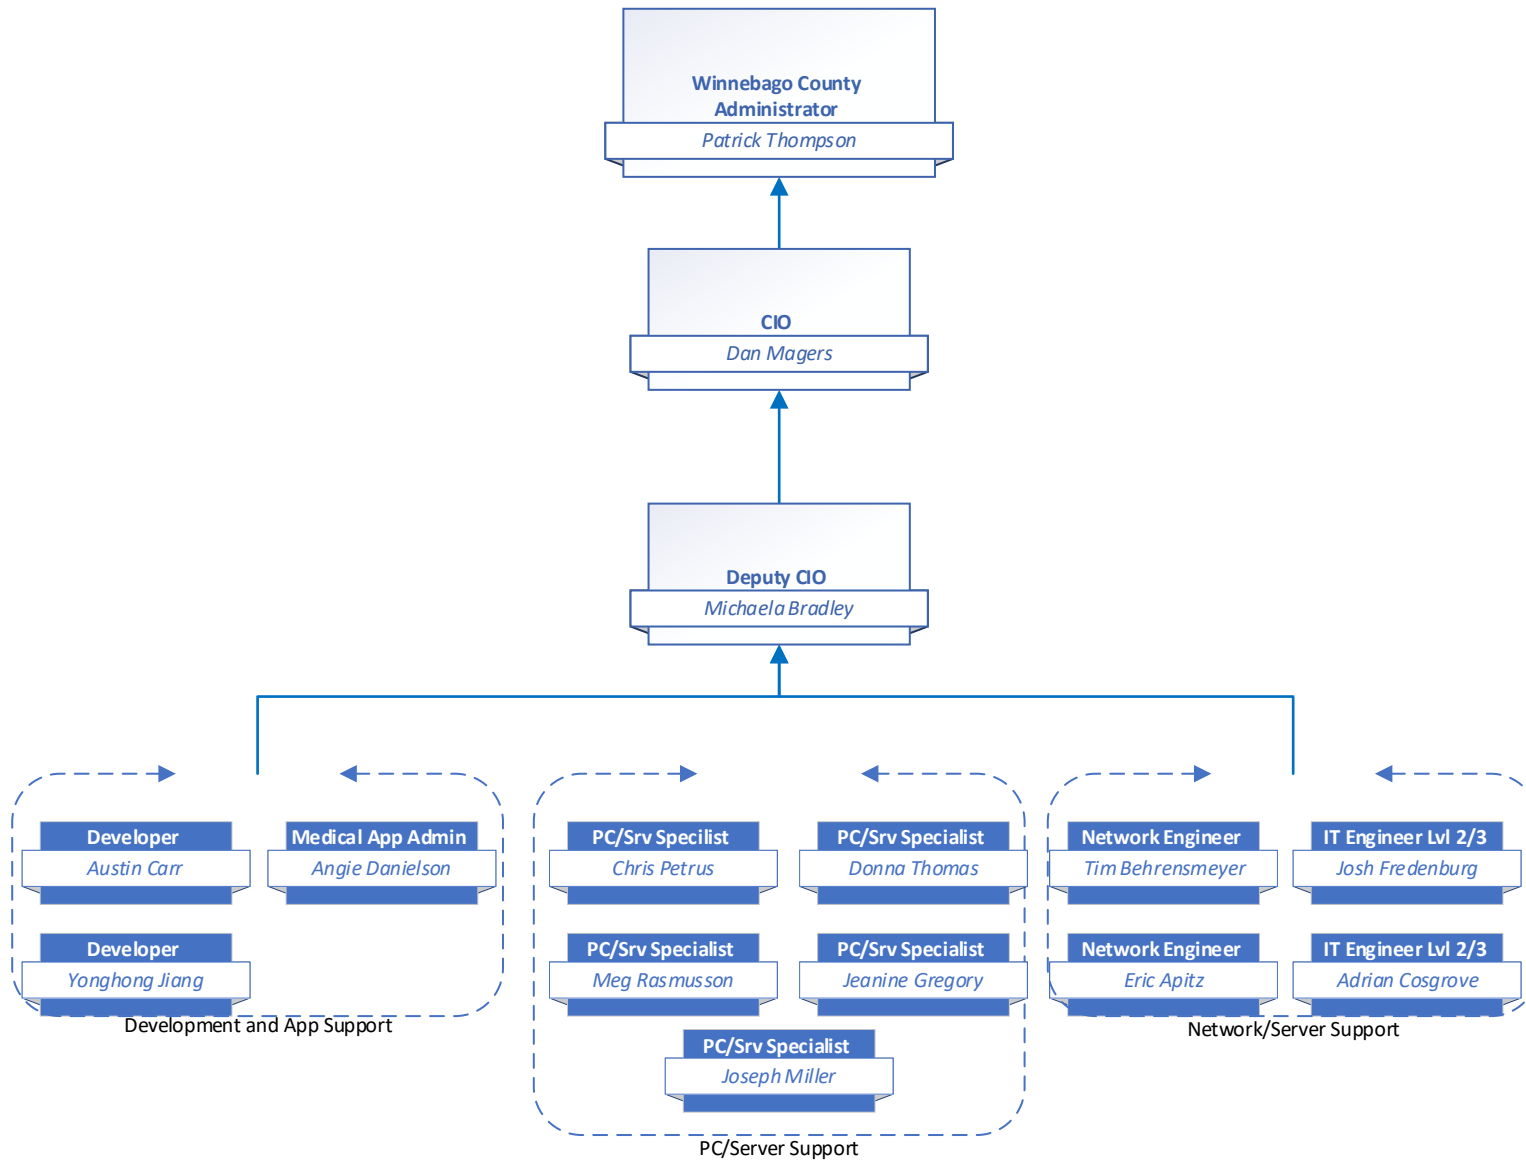 Winnebago County
Administrator
Patrick Thompson
CIO
Dan Magers
Deputy CIO
Michaela Bradley
Developer
Austin Carr
Medical App Admin
Angie Danielson
Developer
Yonghong Jiang
Development and App Support
PC/Srv Specilist
Chris Petrus
PC/Srv Specialist
Donna Thomas
PC/Srv Specialist
Meg Rasmusson
PC/Srv Specialist
Jeanine Gregory
PC/Srv Specialist
Joseph Miller
PC/Server Support
Network Engineer
Tim Behrensmeyer
IT Engineer Lvl 2/3
Josh Fredenburg
Network Engineer
Eric Apitz
IT Engineer Lvl 2/3
Adrian Cosgrove
Network/Server Support